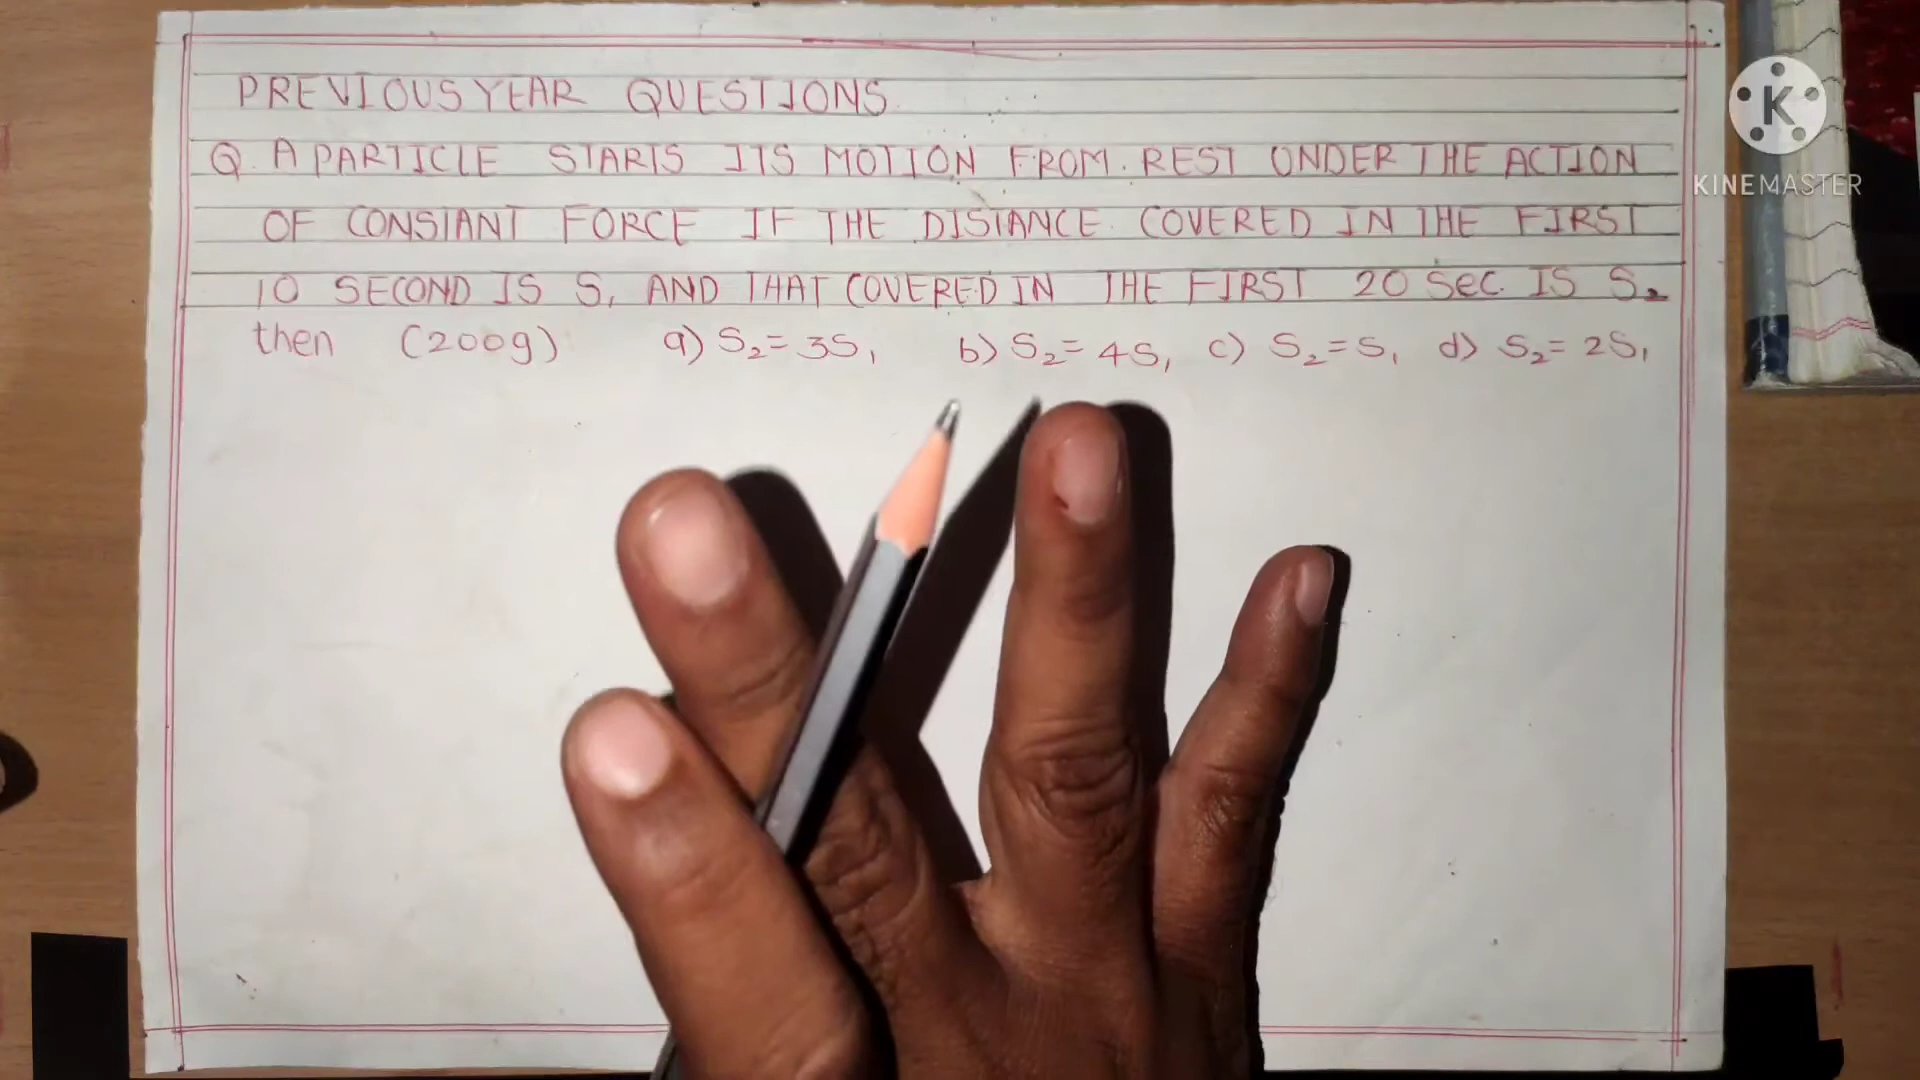 PREVIOUS YEAR QUESTIONS
Q. A PARTICLE STARTS ITS MOTION FROM REST UNDER THE ACTION
OF CONSTANT FORCE IF THE DISTANCE COVERED IN THE FIRST
10 SECOND IS S₁ AND THAT COVERED IN THE FIRST 20 Sec. IS S₂
then (2009) a) S₂ = 3S₁ b) S₂ = 4S₁ c) S₂ = S₁ d) S₂ = 2S₁
K
KINEMASTER